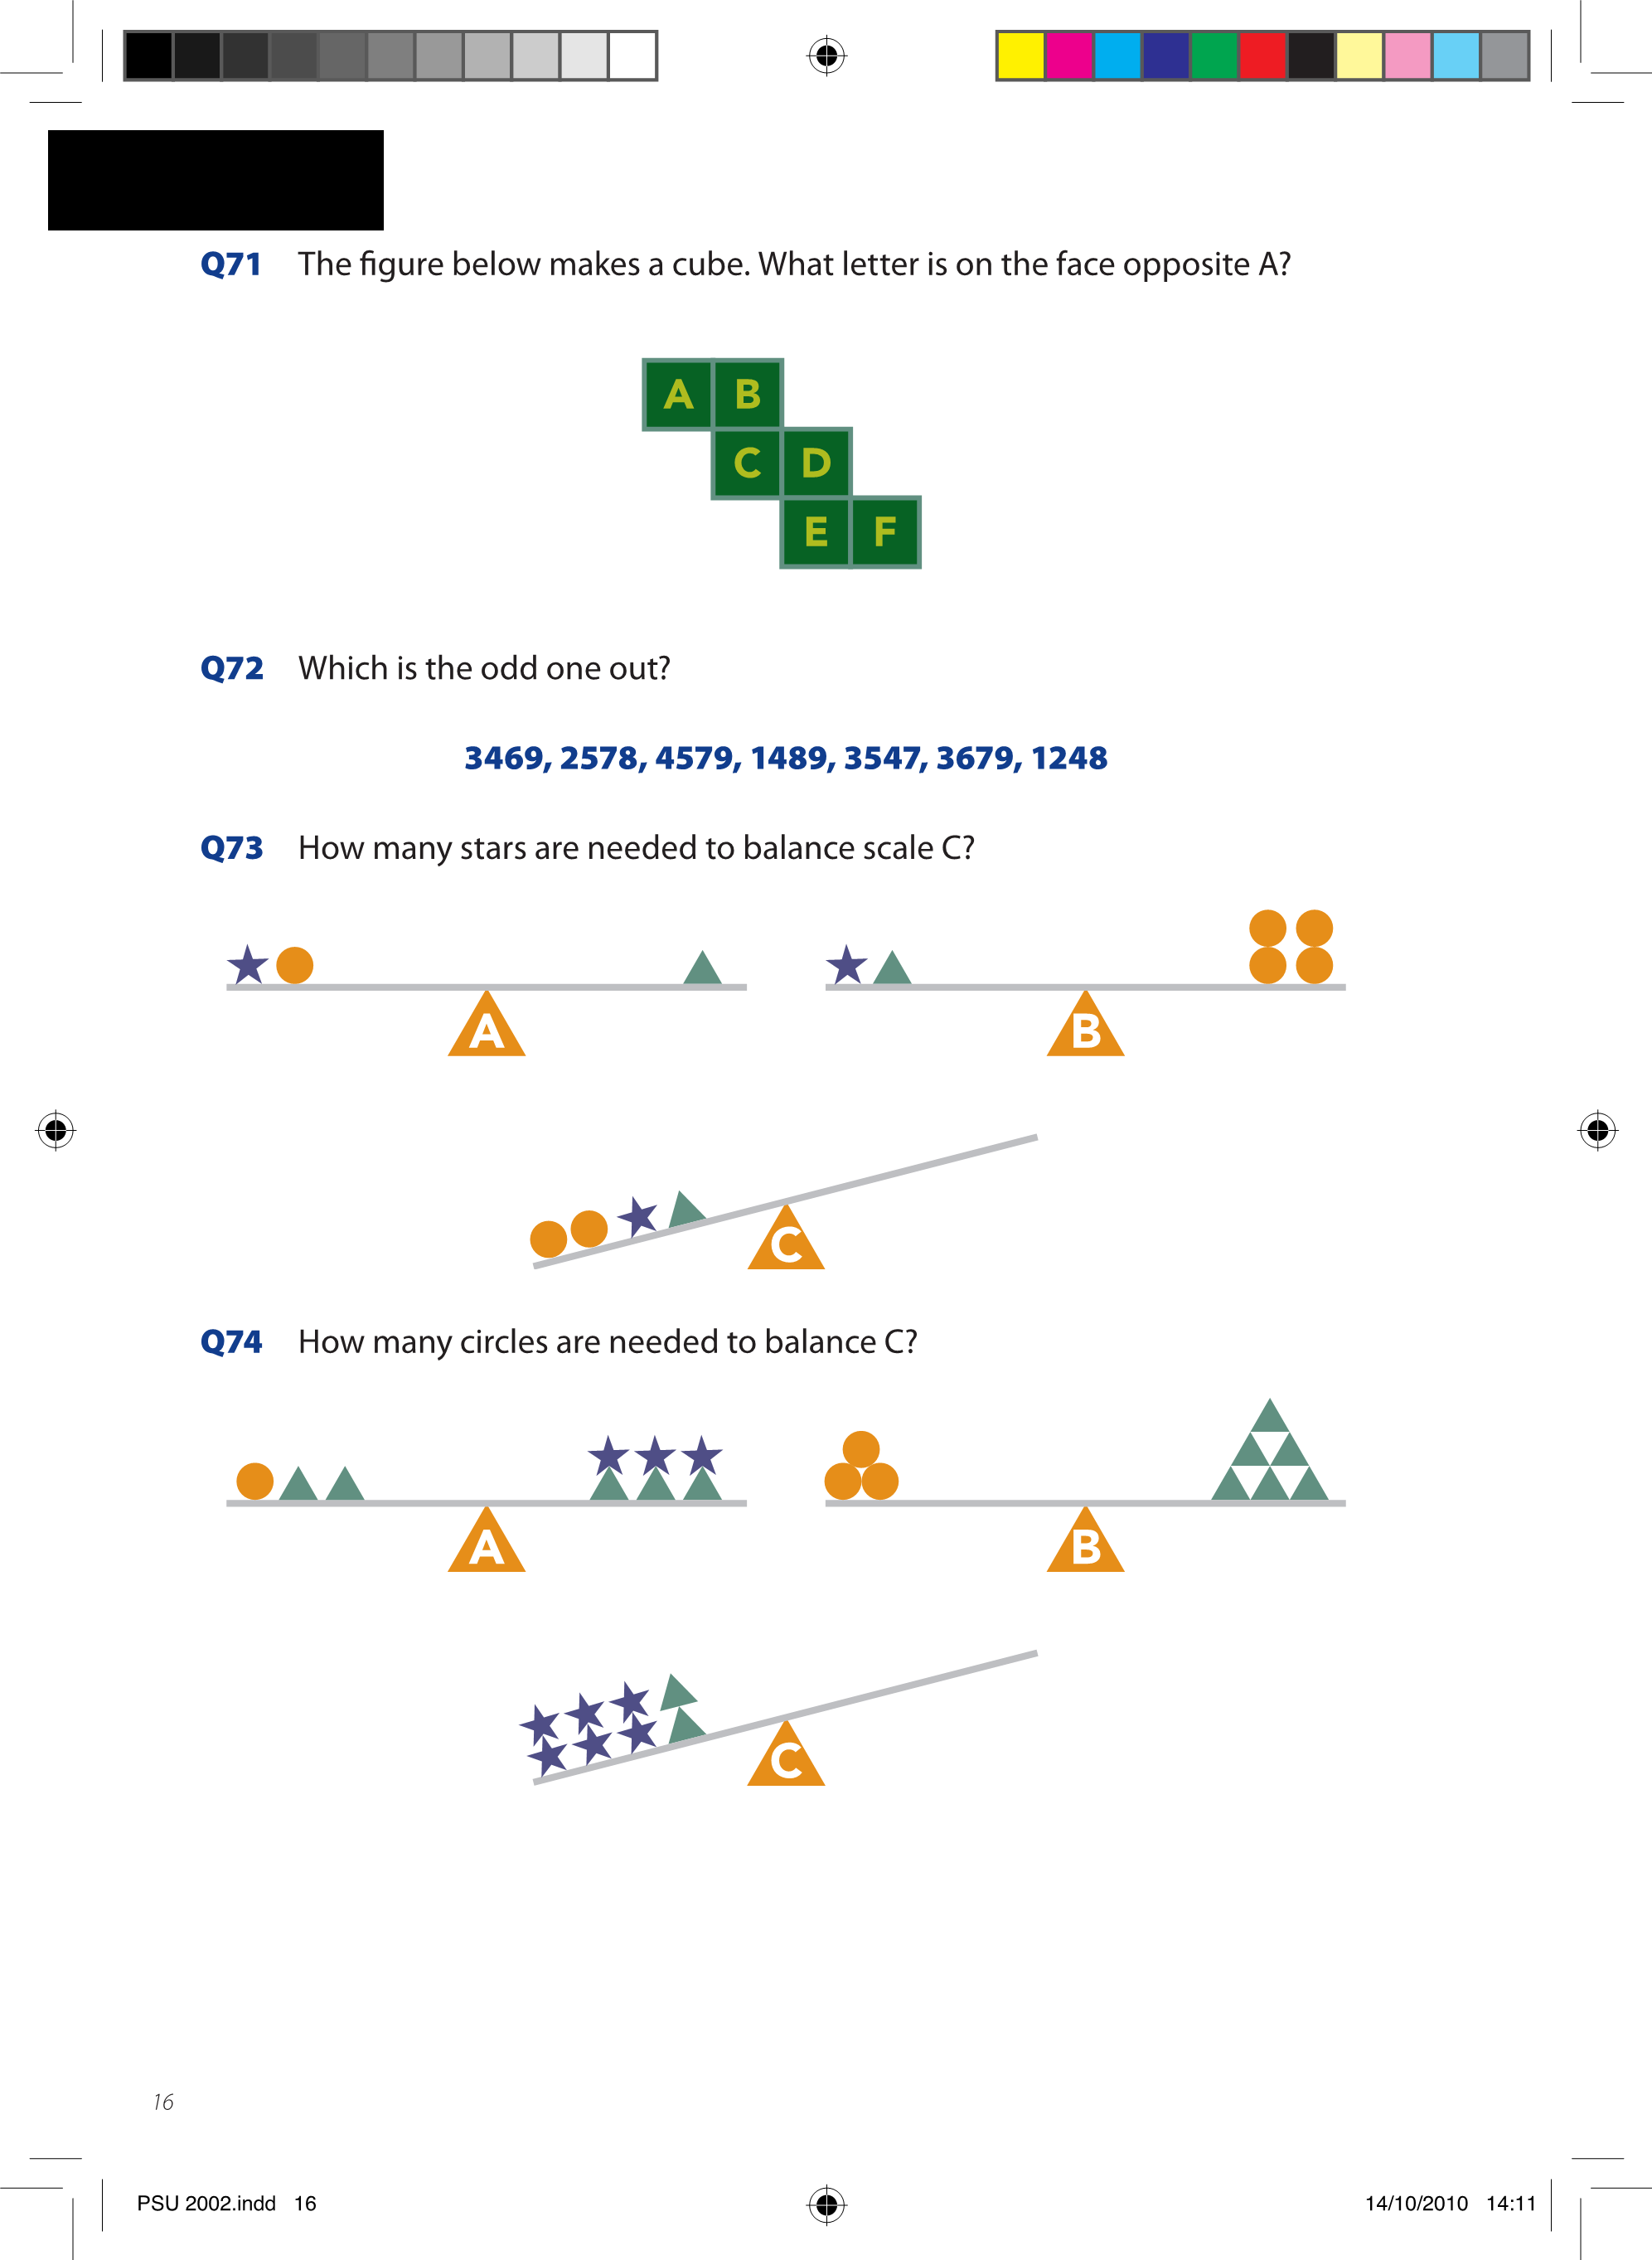 Q71 The figure below makes a cube. What letter is on the face opposite A?
A B
C D
E F
Q72 Which is the odd one out?
3469, 2578, 4579, 1489, 3547, 3679, 1248
Q73 How many stars are needed to balance scale C?
A B
C
Q74 How many circles are needed to balance C?
A B
C
16
PSU 2002.indd 16 14/10/2010 14:11